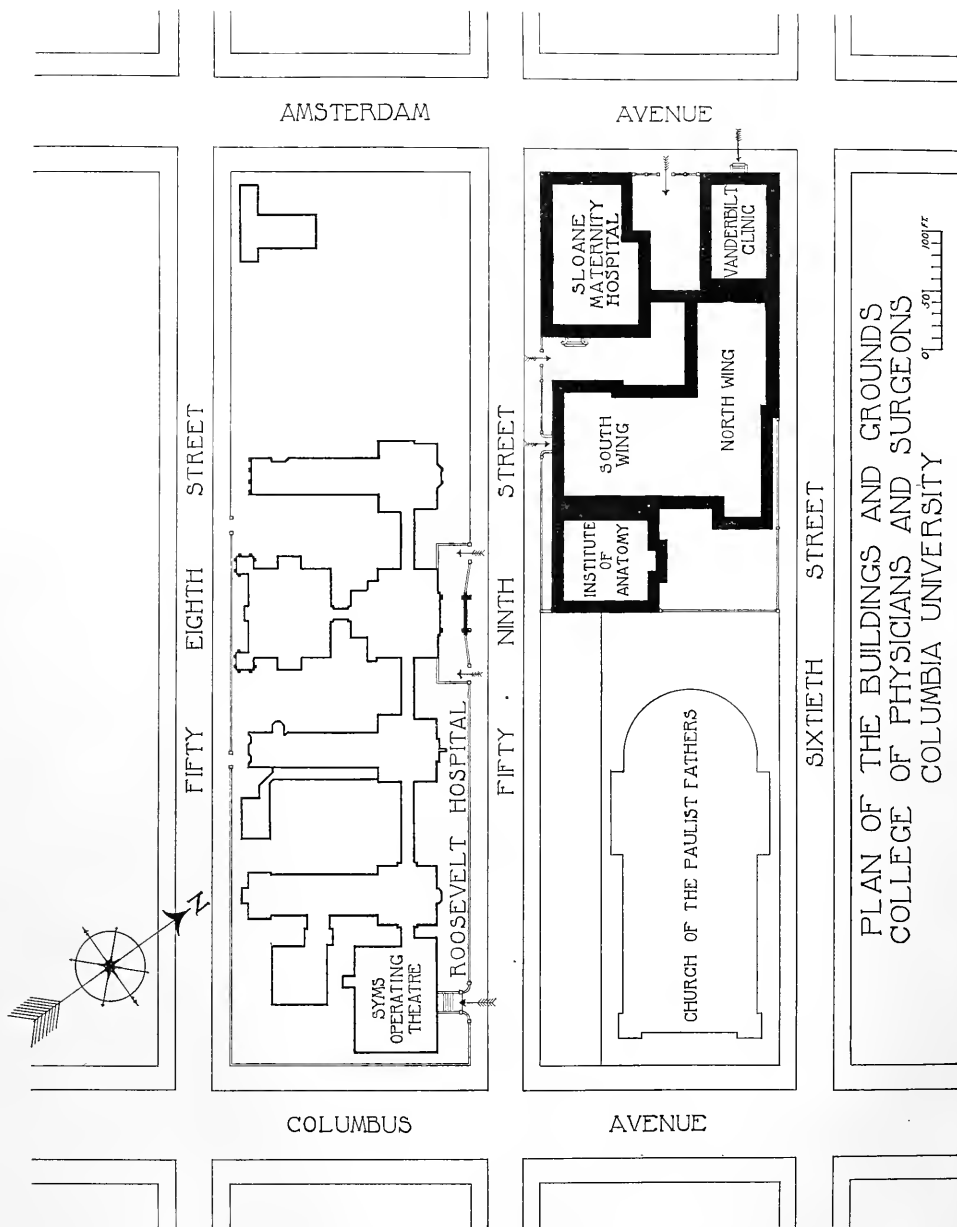 AMSTERDAM AVENUE
SLOANE
MATERNITY
HOSPITAL
VANDERBILT
CLINIC
SOUTH
WING
NORTH WING
INSTITUTE
OF
ANATOMY
FIFTY EIGHTH STREET
FIFTY NINTH STREET
SIXTIETH STREET
ROOSEVELT HOSPITAL
SYMS
OPERATING
THEATRE
CHURCH OF THE PAULIST FATHERS
N
COLUMBUS AVENUE
PLAN OF THE BUILDINGS AND GROUNDS
COLLEGE OF PHYSICIANS AND SURGEONS
COLUMBIA UNIVERSITY
0 50 100 FT